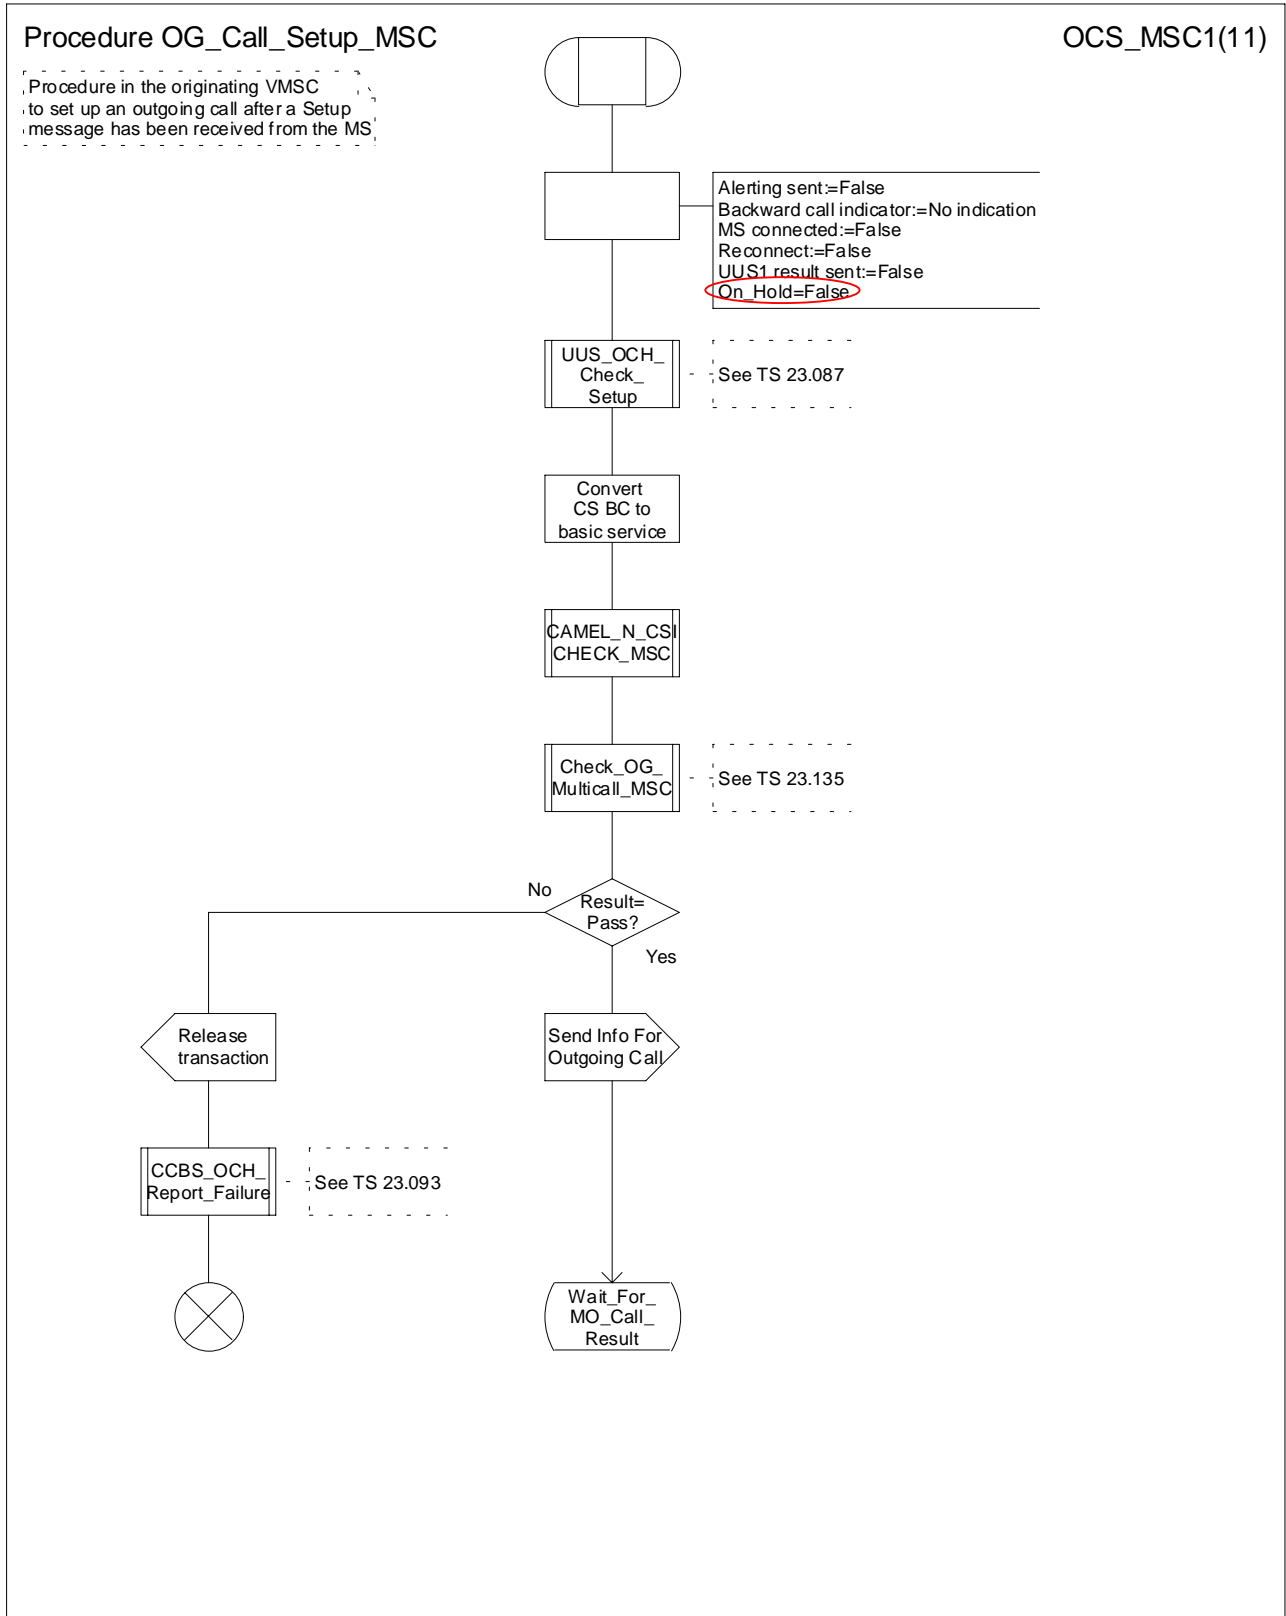 Procedure OG_Call_Setup_MSC
OCS_MSC1(11)
Procedure in the originating VMSC
to set up an outgoing call after a Setup
message has been received from the MS
Alerting sent:=False
Backward call indicator:=No indication
MS connected:=False
Reconnect:=False
UUS1 result sent:=False
On_Hold=False
UUS_OCH_
Check_
Setup
See TS 23.087
Convert
CS BC to
basic service
CAMEL_N_CSI
CHECK_MSC
Check_OG_
Multicall_MSC
See TS 23.135
Result=
Pass?
No
Yes
Release
transaction
Send Info For
Outgoing Call
CCBS_OCH_
Report_Failure
See TS 23.093
Wait_For_
MO_Call_
Result